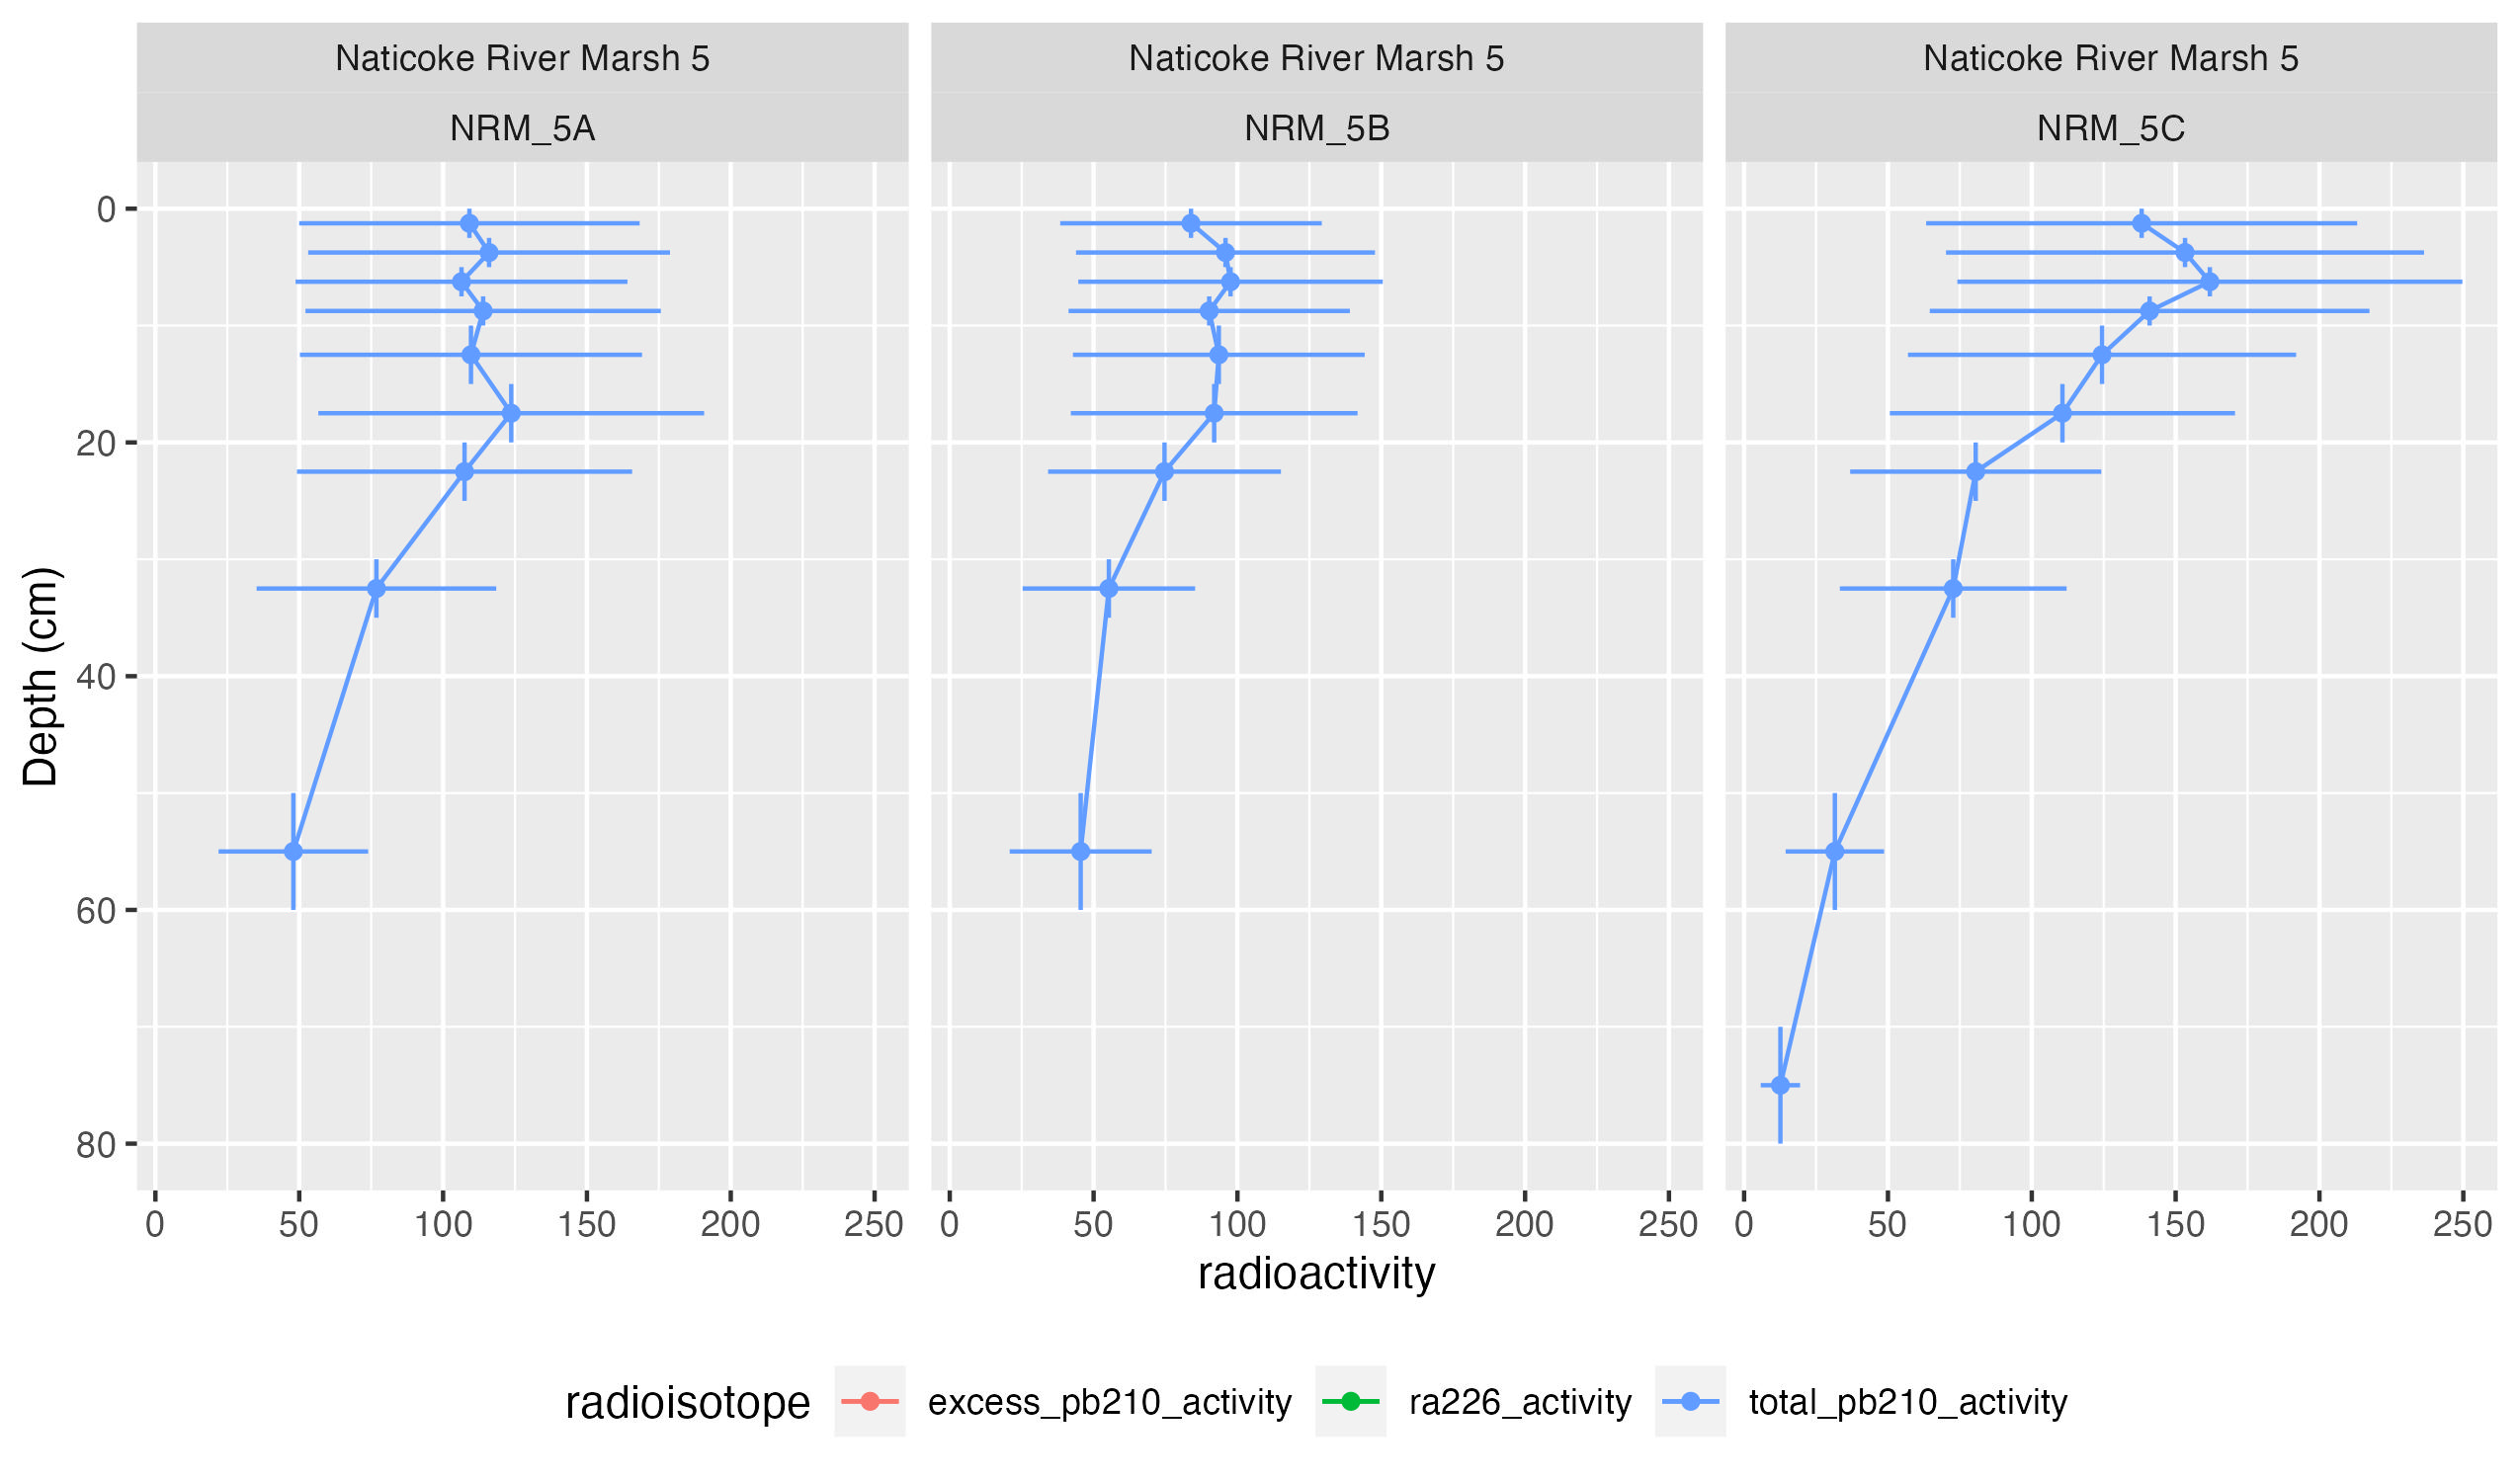 Naticoke River Marsh 5 Naticoke River Marsh 5 Naticoke River Marsh 5
NRM_5A NRM_5B NRM_5C
0
20
40
60
80
Depth (cm)
0 50 100 150 200 250 0 50 100 150 200 250 0 50 100 150 200 250
radioactivity
radioisotope excess_pb210_activity ra226_activity total_pb210_activity